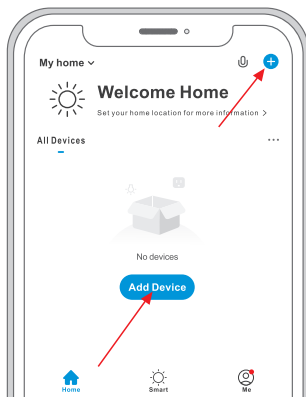 My home
Welcome Home
Set your home location for more information >
All Devices
No devices
Add Device
Home Smart Me